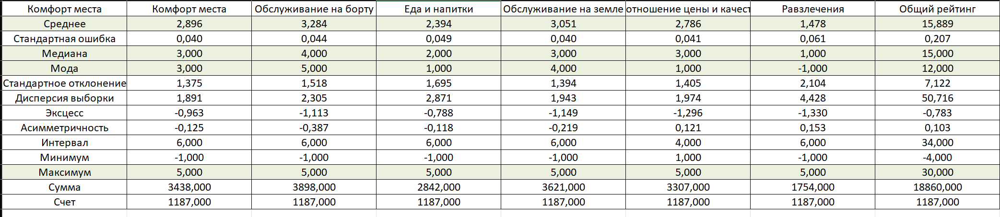 Комфорт места Комфорт места Обслуживание на борту Еда и напитки Обслуживание на земле отношение цены и качест Равзлечения Общий рейтинг
Среднее 2,896 3,284 2,394 3,051 2,786 1,478 15,889
Стандартная ошибка 0,040 0,044 0,049 0,040 0,041 0,061 0,207
Медиана 3,000 4,000 2,000 3,000 3,000 1,000 15,000
Мода 3,000 5,000 1,000 4,000 1,000 -1,000 12,000
Стандартное отклонение 1,375 1,518 1,695 1,394 1,405 2,104 7,122
Дисперсия выборки 1,891 2,305 2,871 1,943 1,974 4,428 50,716
Эксцесс -0,963 -1,113 -0,788 -1,149 -1,296 -1,330 -0,783
Асимметричность -0,125 -0,387 -0,118 -0,219 0,121 0,153 0,103
Интервал 6,000 6,000 6,000 6,000 4,000 6,000 34,000
Минимум -1,000 -1,000 -1,000 -1,000 1,000 -1,000 -4,000
Максимум 5,000 5,000 5,000 5,000 5,000 5,000 30,000
Сумма 3438,000 3898,000 2842,000 3621,000 3307,000 1754,000 18860,000
Счет 1187,000 1187,000 1187,000 1187,000 1187,000 1187,000 1187,000